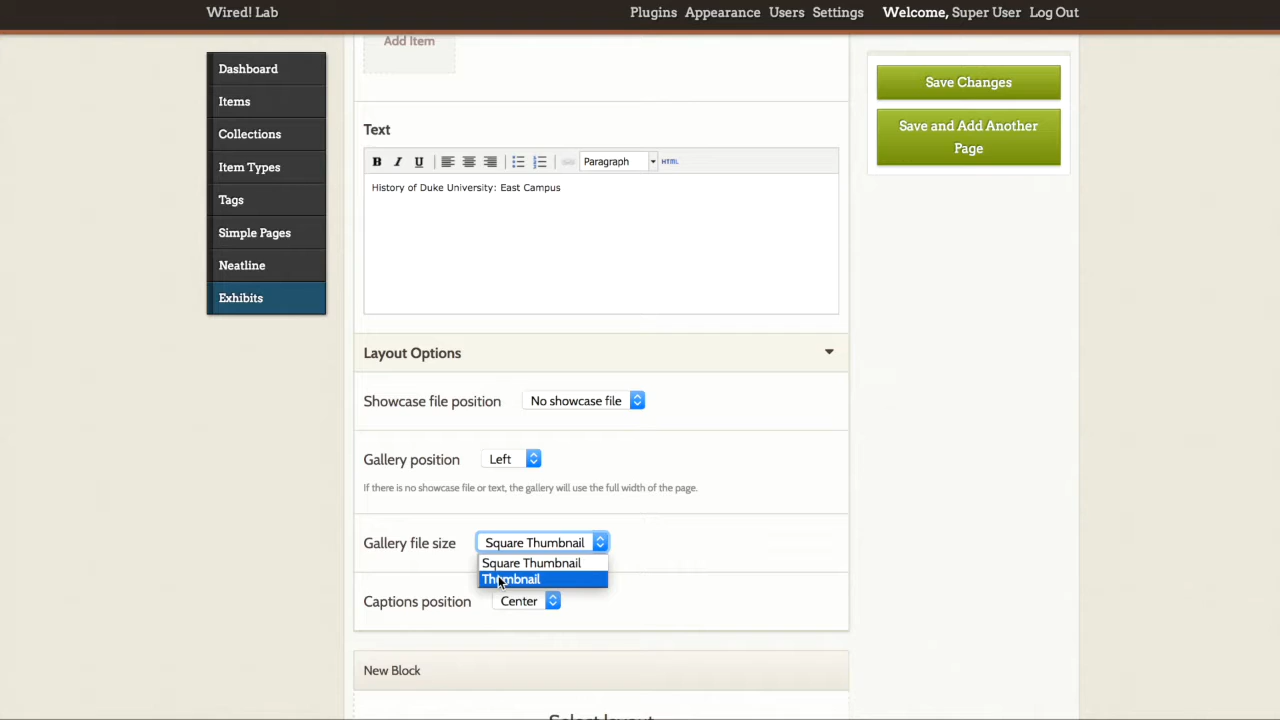 Wired! Lab
Plugins Appearance Users Settings Welcome, Super User Log Out
Dashboard
Items
Collections
Item Types
Tags
Simple Pages
Neatline
Exhibits
Add Item
Text
B I U Paragraph HTML
History of Duke University: East Campus
Layout Options
Showcase file position No showcase file
Gallery position Left
If there is no showcase file or text, the gallery will use the full width of the page.
Gallery file size Square Thumbnail
Square Thumbnail
Thumbnail
Captions position Center
New Block
Select layout
Save Changes
Save and Add Another
Page